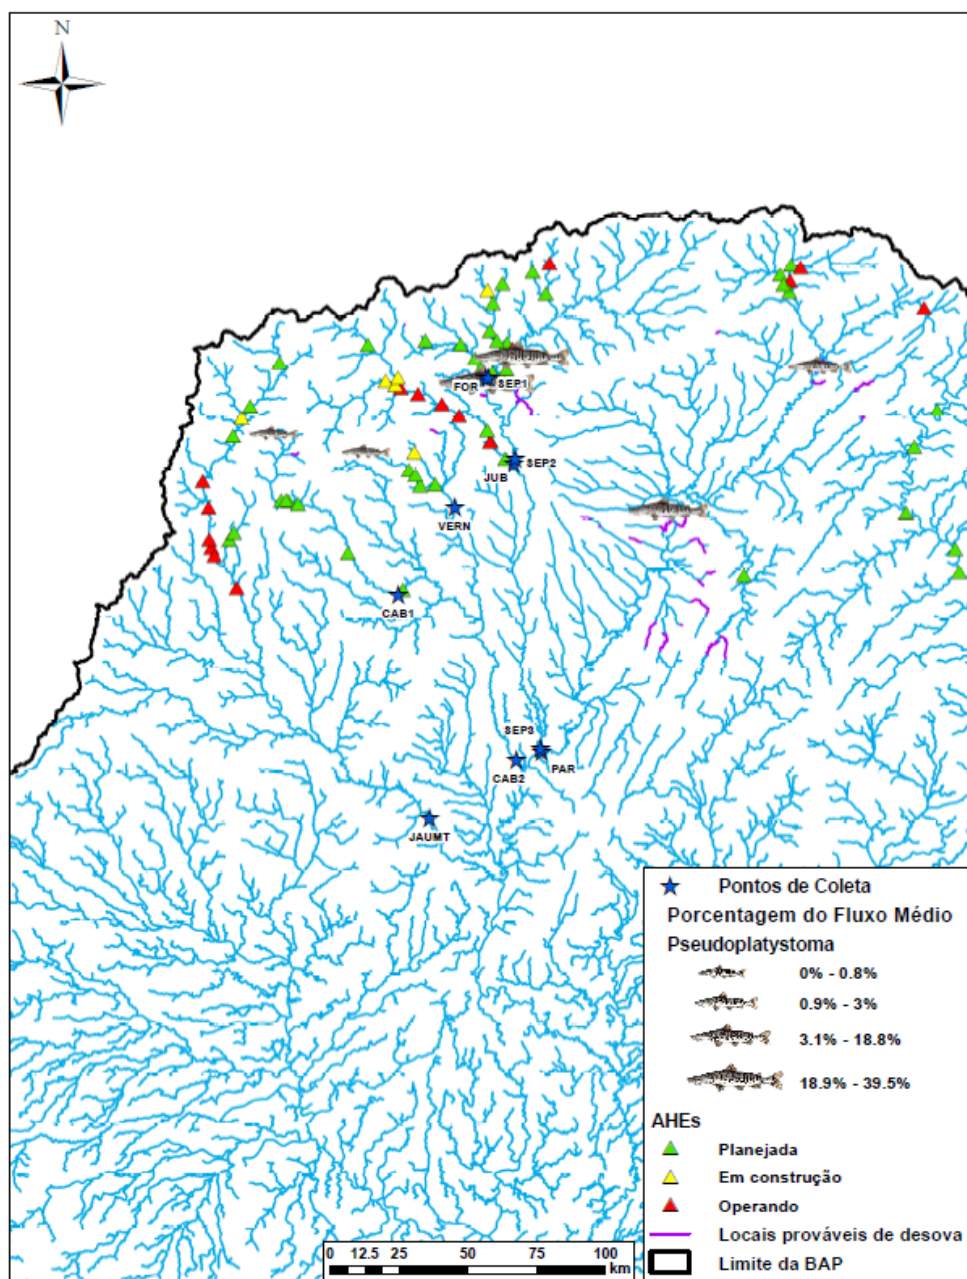 N
FOR
SEP1
SEP2
JUB
VERN
CAB1
SEP3
PAR
CAB2
JAUMT
Pontos de Coleta
Porcentagem do Fluxo Médio
Pseudoplatystoma
0% - 0.8%
0.9% - 3%
3.1% - 18.8%
18.9% - 39.5%
AHEs
Planejada
Em construção
Operando
Locais prováveis de desova
Limite da BAP
0 12.5 25 50 75 100
km